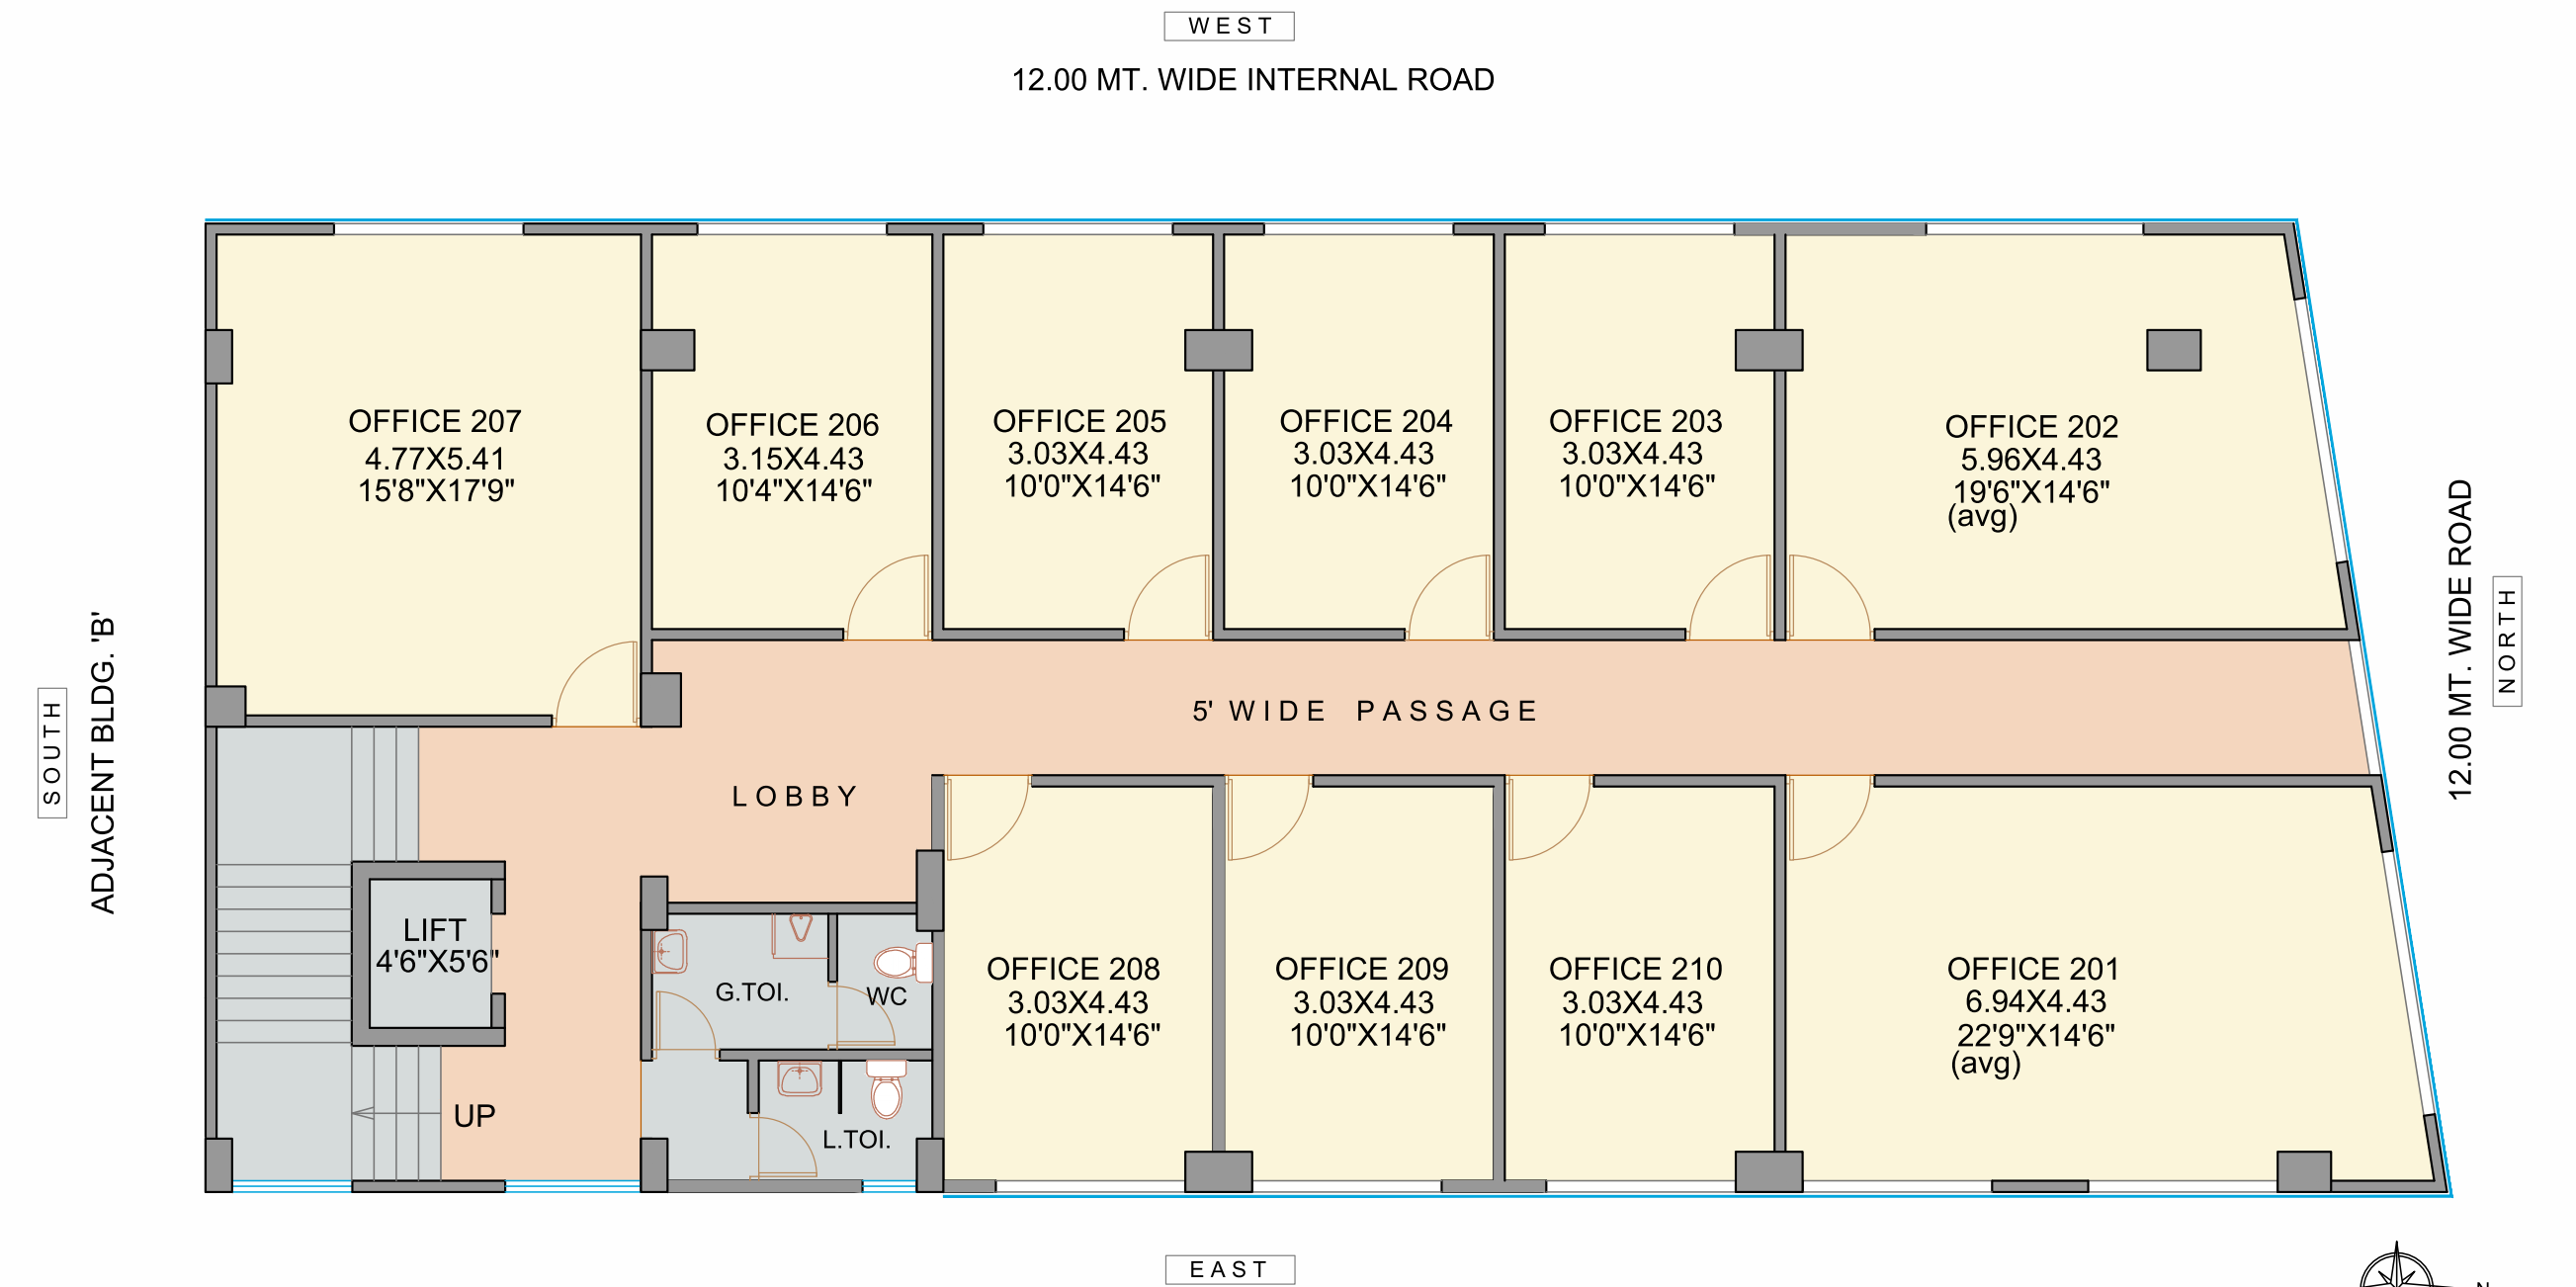 WEST
12.00 MT. WIDE INTERNAL ROAD
OFFICE 207
4.77X5.41
15'8"X17'9"
OFFICE 206
3.15X4.43
10'4"X14'6"
OFFICE 205
3.03X4.43
10'0"X14'6"
OFFICE 204
3.03X4.43
10'0"X14'6"
OFFICE 203
3.03X4.43
10'0"X14'6"
OFFICE 202
5.96X4.43
19'6"X14'6"
(avg)
SOUTH
ADJACENT BLDG. 'B'
12.00 MT. WIDE ROAD
NORTH
5' WIDE PASSAGE
LOBBY
LIFT
4'6"X5'6"
G.TOI.
WC
L.TOI.
UP
OFFICE 208
3.03X4.43
10'0"X14'6"
OFFICE 209
3.03X4.43
10'0"X14'6"
OFFICE 210
3.03X4.43
10'0"X14'6"
OFFICE 201
6.94X4.43
22'9"X14'6"
(avg)
EAST
N